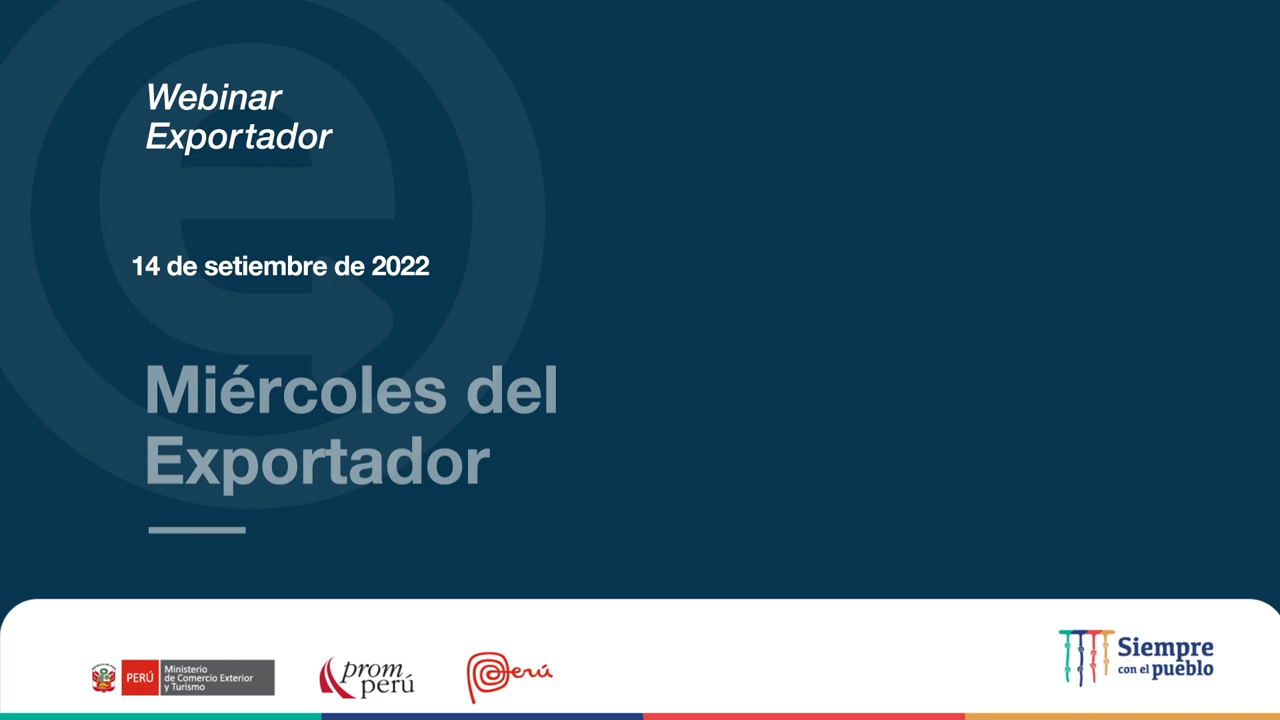 Webinar
Exportador
14 de setiembre de 2022
Miércoles del
Exportador
PERÚ
Ministerio
de Comercio Exterior
y Turismo
prom
perú
Perú
Siempre
con el pueblo